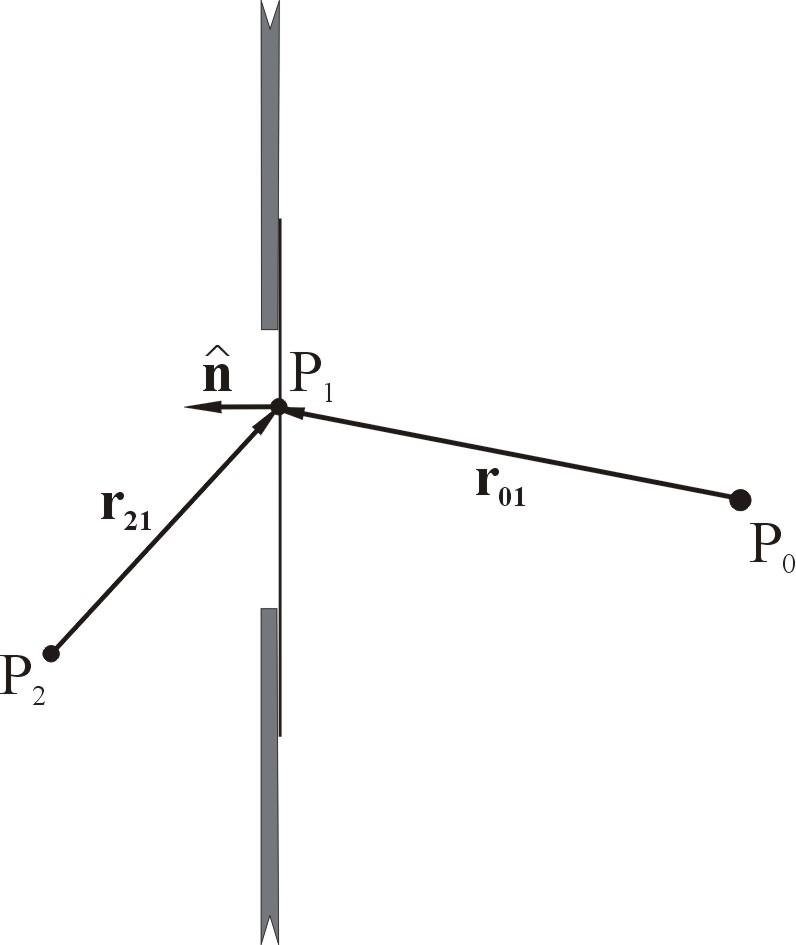 n̂
P₁
r₂₁
r₀₁
P₀
P₂